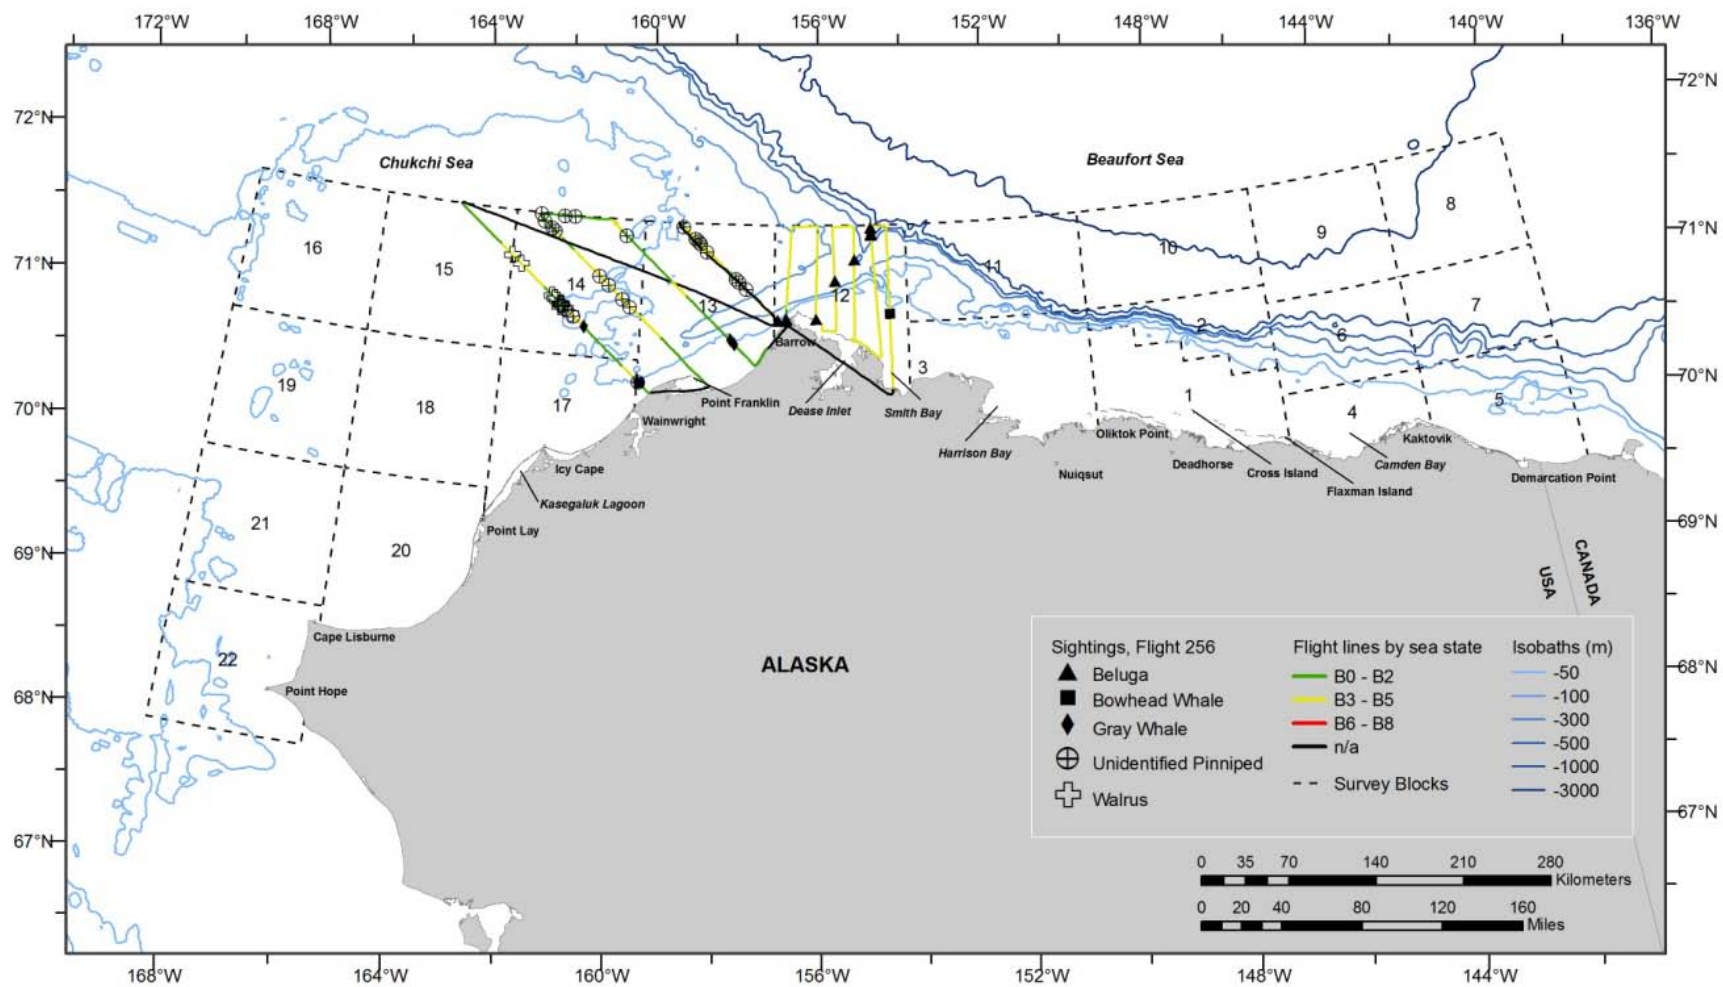 172°W 168°W 164°W 160°W 156°W 152°W 148°W 144°W 140°W 136°W
72°N
72°N
Chukchi Sea
Beaufort Sea
8
9
71°N
16
10
71°N
15
11
14
12
7
13
2
6
Barrow
3
70°N
19
18
17
Point Franklin
Dease Inlet
Smith Bay
1
4
5
70°N
Wainwright
Oliktok Point
Kaktovik
Harrison Bay
Icy Cape
Nuiqsut
Deadhorse
Cross Island
Camden Bay
Flaxman Island
Demarcation Point
Kasegaluk Lagoon
21
Point Lay
69°N
69°N
20
CANADA
USA
Cape Lisburne
22
ALASKA
Point Hope
68°N
68°N
67°N
67°N
Sightings, Flight 256
Beluga
Bowhead Whale
Gray Whale
Unidentified Pinniped
Walrus
Flight lines by sea state
B0 - B2
B3 - B5
B6 - B8
n/a
Survey Blocks
Isobaths (m)
-50
-100
-300
-500
-1000
-3000
0 35 70 140 210 280
Kilometers
0 20 40 80 120 160
Miles
168°W 164°W 160°W 156°W 152°W 148°W 144°W